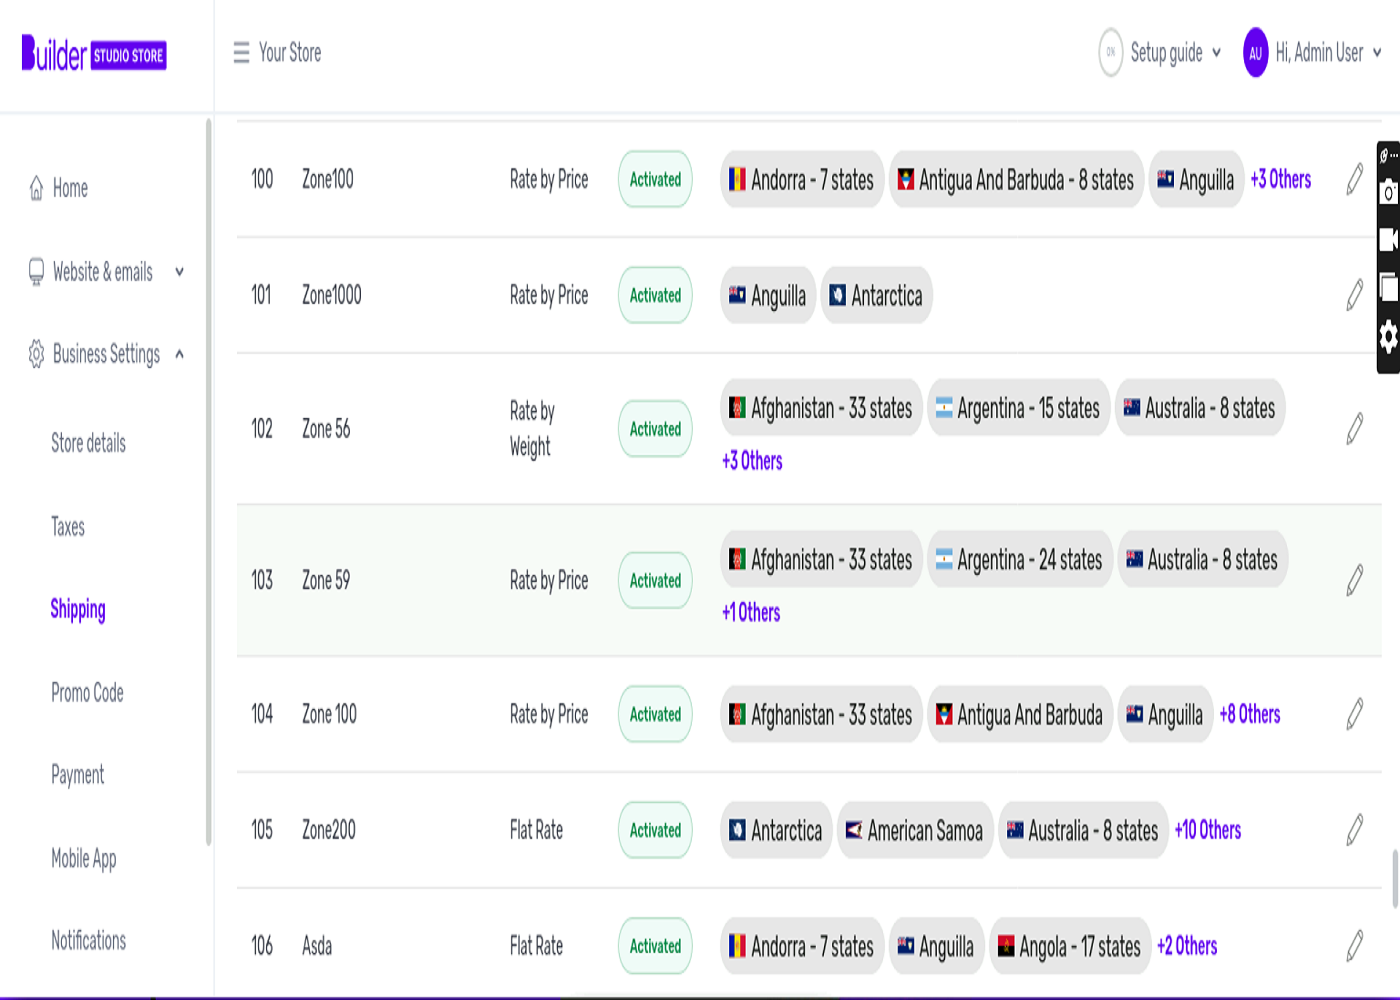 Builder STUDIO STORE
Your Store
0%
Setup guide
AU
Hi, Admin User
Home
Website & emails
Business Settings
Store details
Taxes
Shipping
Promo Code
Payment
Mobile App
Notifications
100 Zone100 Rate by Price Activated Andorra - 7 states Antigua And Barbuda - 8 states Anguilla +3 Others
101 Zone1000 Rate by Price Activated Anguilla Antarctica
102 Zone 56 Rate by Weight Activated Afghanistan - 33 states Argentina - 15 states Australia - 8 states
+3 Others
103 Zone 59 Rate by Price Activated Afghanistan - 33 states Argentina - 24 states Australia - 8 states
+1 Others
104 Zone 100 Rate by Price Activated Afghanistan - 33 states Antigua And Barbuda Anguilla +8 Others
105 Zone200 Flat Rate Activated Antarctica American Samoa Australia - 8 states +10 Others
106 Asda Flat Rate Activated Andorra - 7 states Anguilla Angola - 17 states +2 Others